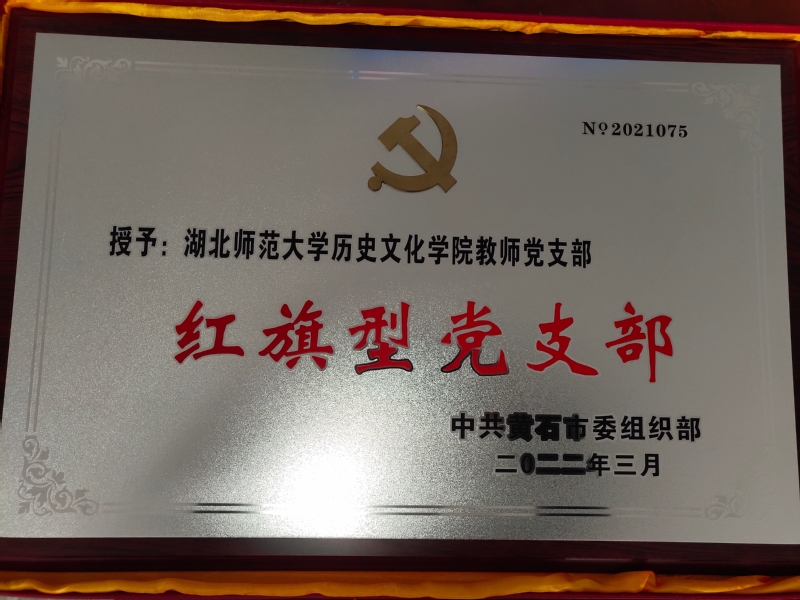 №2021075
授予：湖北师范大学历史文化学院教师党支部
红旗型党支部
中共黄石市委组织部
二0二二年三月